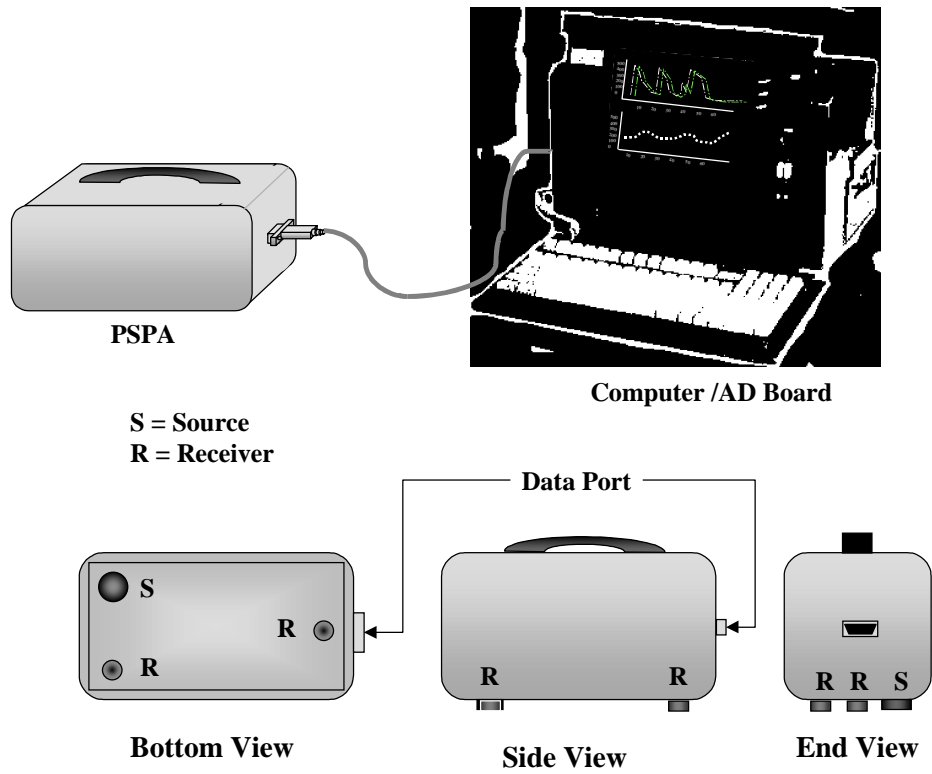 PSPA
Computer /AD Board
S = Source
R = Receiver
Data Port
S
R
R
R
R
R
R
S
Bottom View
Side View
End View